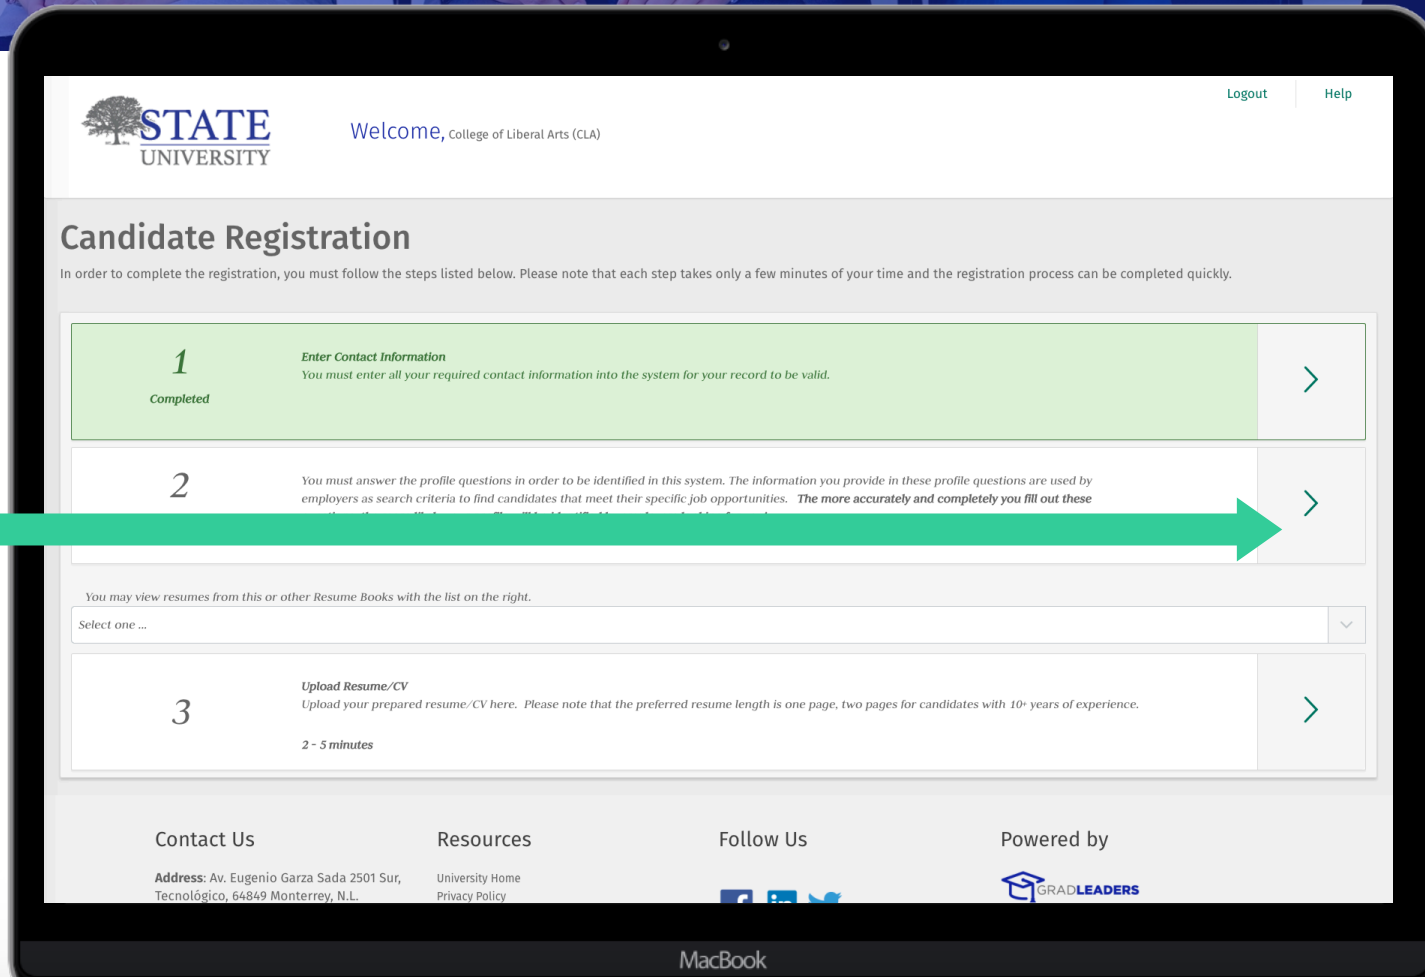 Logout Help
STATE
UNIVERSITY
Welcome, College of Liberal Arts (CLA)
Candidate Registration
In order to complete the registration, you must follow the steps listed below. Please note that each step takes only a few minutes of your time and the registration process can be completed quickly.
1
Completed
Enter Contact Information
You must enter all your required contact information into the system for your record to be valid.
2
You must answer the profile questions in order to be identified in this system. The information you provide in these profile questions are used by
employers as search criteria to find candidates that meet their specific job opportunities. The more accurately and completely you fill out these
You may view resumes from this or other Resume Books with the list on the right.
Select one ...
3
Upload Resume/CV
Upload your prepared resume/CV here. Please note that the preferred resume length is one page, two pages for candidates with 10+ years of experience.
2 - 5 minutes
Contact Us
Address: Av. Eugenio Garza Sada 2501 Sur,
Tecnológico, 64849 Monterrey, N.L.
Resources
University Home
Privacy Policy
Follow Us
f in
Powered by
GRADLEADERS
MacBook